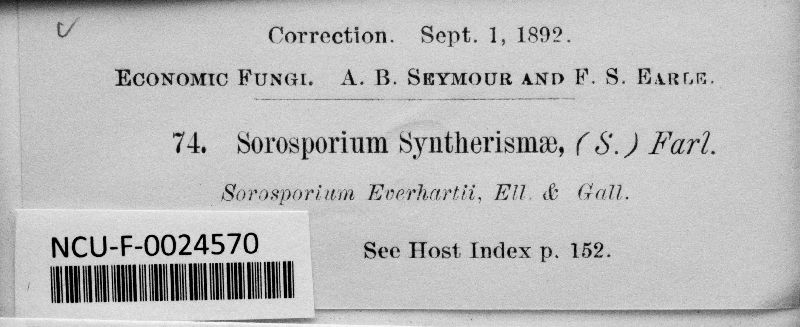 Correction. Sept. 1, 1892.
ECONOMIC FUNGI. A. B. SEYMOUR AND F. S. EARLE.
74. Sorosporium Syntherismæ, (S.) Farl.
Sorosporium Everhartii, Ell. & Gall.
NCU-F-0024570
See Host Index p. 152.